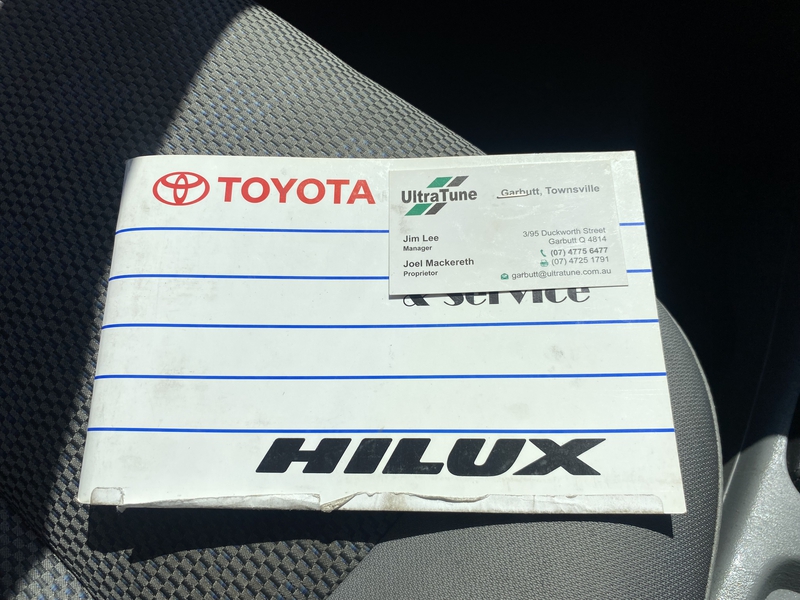 TOYOTA
UltraTune
Garbutt, Townsville
Jim Lee
Manager
Joel Mackereth
Proprietor
3/95 Duckworth Street
Garbutt Q 4814
(07) 4775 6477
(07) 4725 1791
garbutt@ultratune.com.au
& Service
HILUX